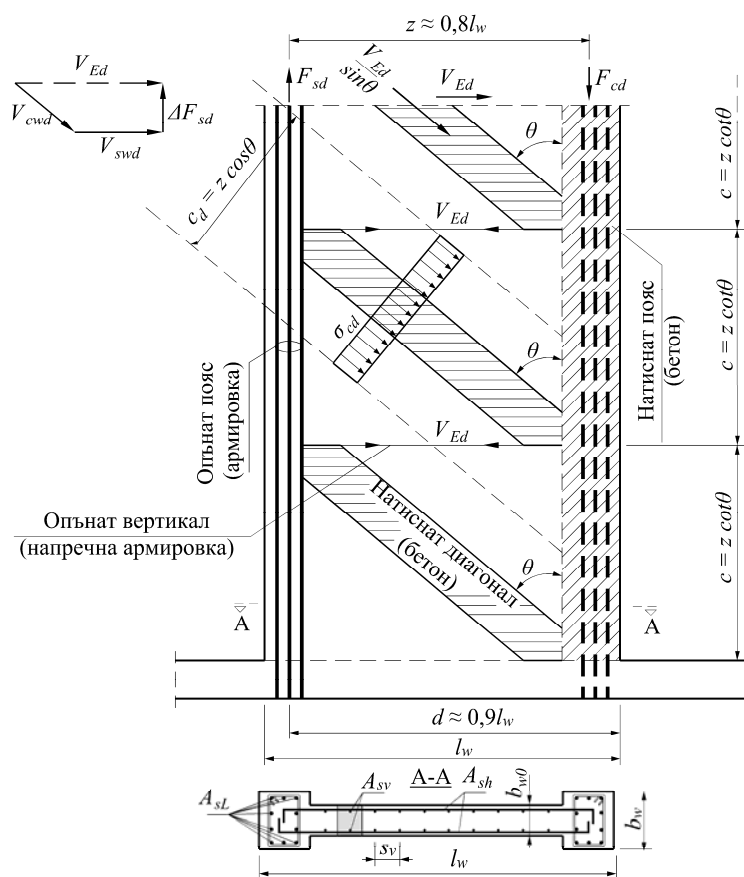 z ≈ 0,8l_w
V_Ed
V_cwd
V_swd
ΔF_sd
F_sd
V_Ed
sinθ
V_Ed
F_cd
θ
c = z cotθ
c_d = z cosθ
V_Ed
σ_cd
θ
c = z cotθ
Натиснат пояс
(бетон)
Опънат пояс
(армировка)
V_Ed
Опънат вертикал
(напречна армировка)
Натиснат диагонал
(бетон)
θ
c = z cotθ
А
А
d ≈ 0,9l_w
l_w
А-А
A_sL
A_sv
A_sh
b_w0
b_w
s_v
l_w